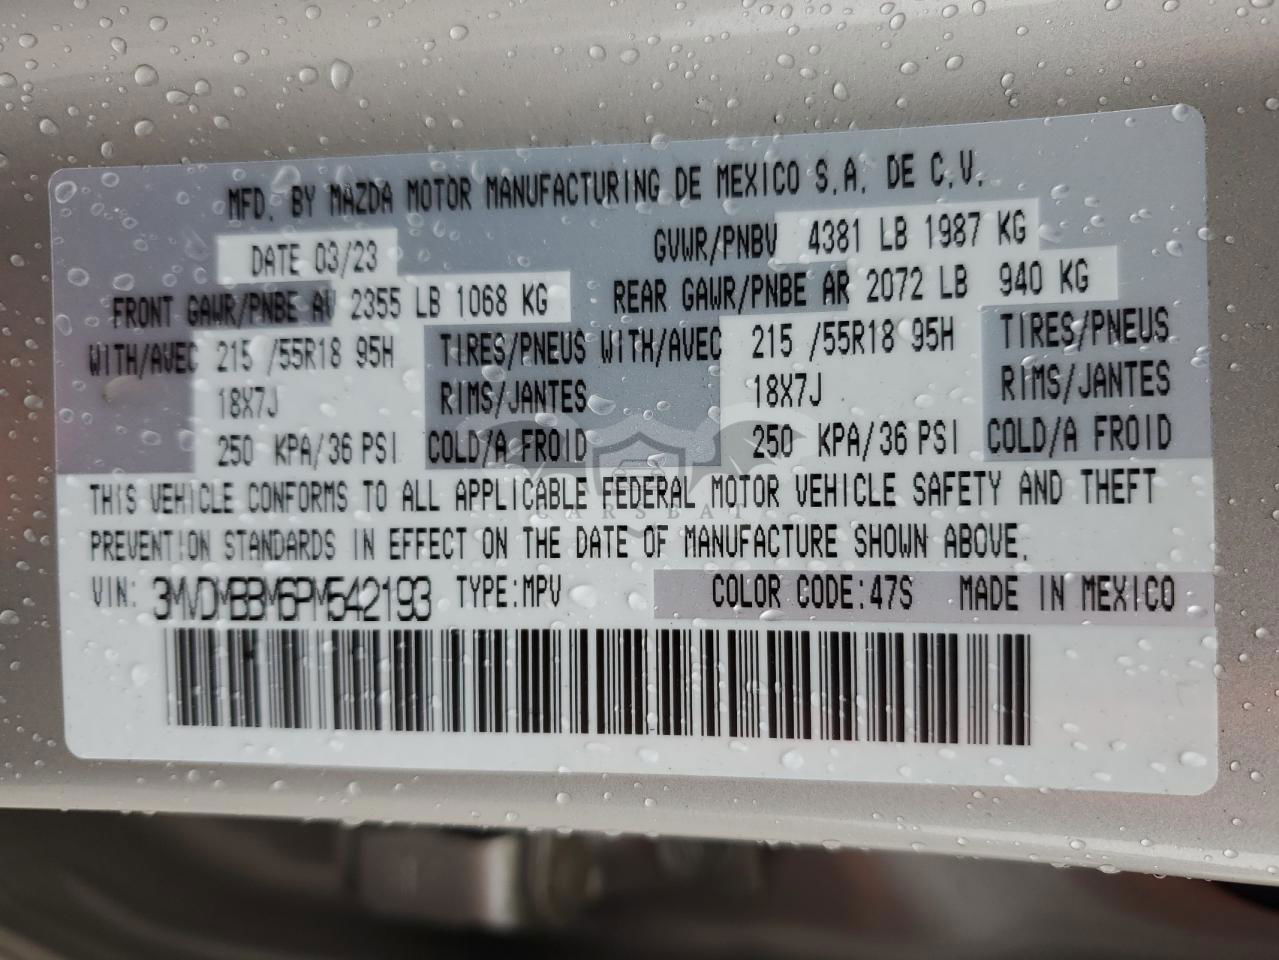 MFD. BY MAZDA MOTOR MANUFACTURING DE MEXICO S.A. DE C.V.
DATE 03/23 GVWR/PNBV 4381 LB 1987 KG
FRONT GAWR/PNBE AV 2355 LB 1068 KG REAR GAWR/PNBE AR 2072 LB 940 KG
WITH/AVEC 215 /55R18 95H TIRES/PNEUS WITH/AVEC 215 /55R18 95H TIRES/PNEUS
18X7J RIMS/JANTES 18X7J RIMS/JANTES
250 KPA/36 PSI COLD/A FROID 250 KPA/36 PSI COLD/A FROID
THIS VEHICLE CONFORMS TO ALL APPLICABLE FEDERAL MOTOR VEHICLE SAFETY AND THEFT
CARSBAT
PREVENTION STANDARDS IN EFFECT ON THE DATE OF MANUFACTURE SHOWN ABOVE.
VIN: 3MVDMBBM6PM542193 TYPE:MPV COLOR CODE:47S MADE IN MEXICO